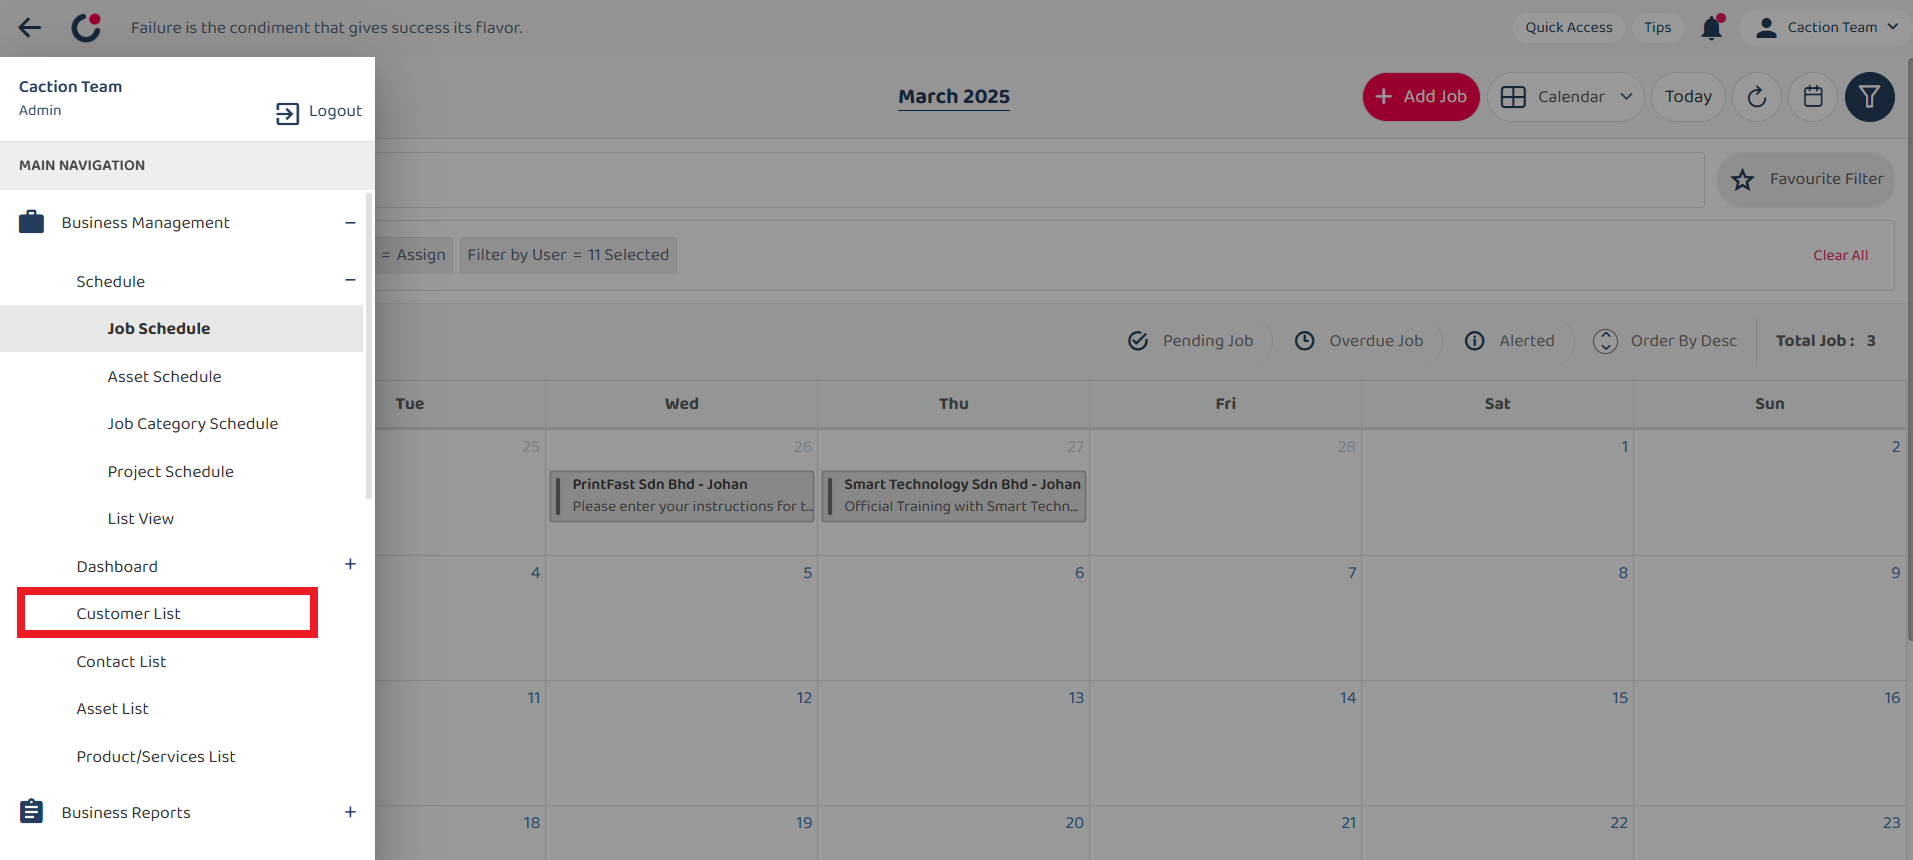 Failure is the condiment that gives success its flavor.
Quick Access
Tips
Caction Team
Caction Team
Admin
Logout
March 2025
Add Job
Calendar
Today
MAIN NAVIGATION
Favourite Filter
Business Management
= Assign
Filter by User = 11 Selected
Clear All
Schedule
Job Schedule
Pending Job
Overdue Job
Alerted
Order By Desc
Total Job : 3
Asset Schedule
Tue Wed Thu Fri Sat Sun
Job Category Schedule
25 26 27 28 1 2
Project Schedule
PrintFast Sdn Bhd - Johan
Please enter your instructions for t...
Smart Technology Sdn Bhd - Johan
Official Training with Smart Techn...
List View
Dashboard
4 5 6 7 8 9
Customer List
Contact List
11 12 13 14 15 16
Asset List
Product/Services List
Business Reports
18 19 20 21 22 23